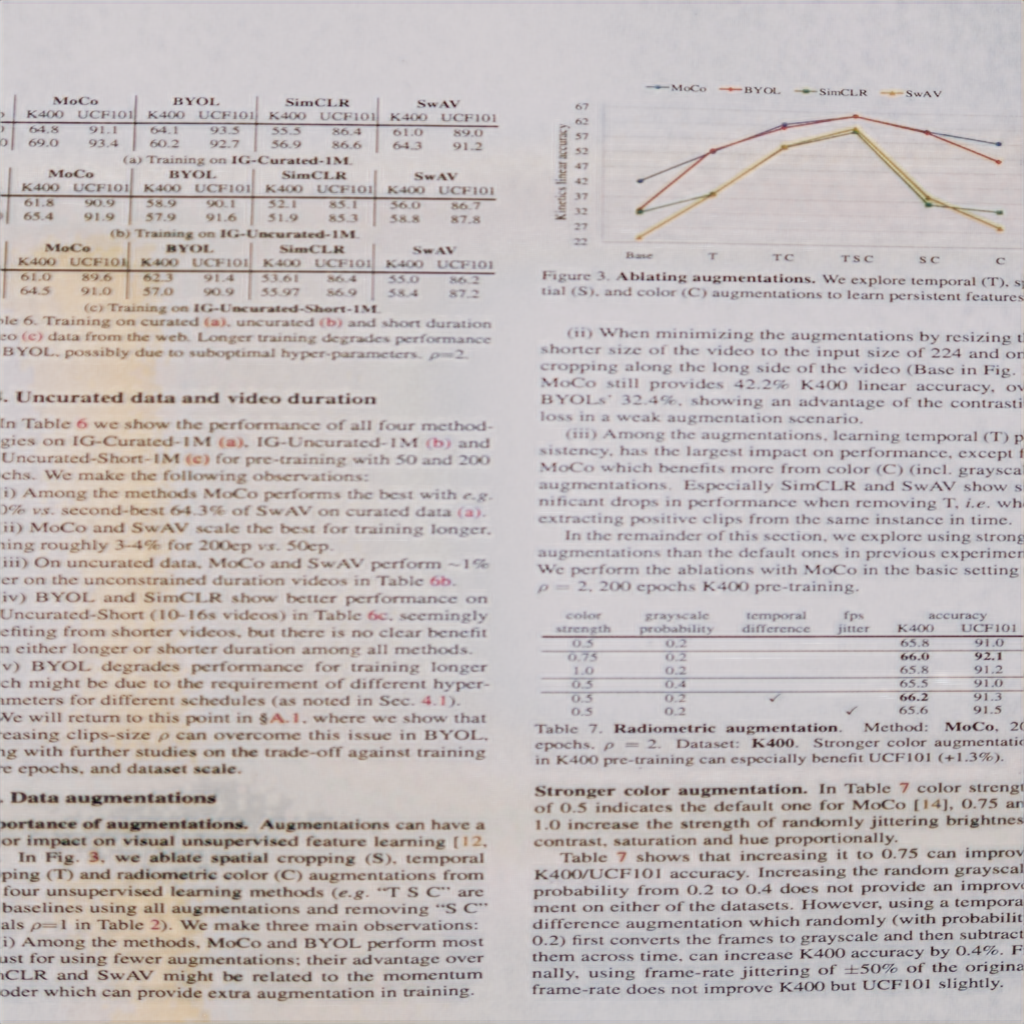 MoCo BYOL SimCLR SwAV
K400 UCF101 K400 UCF101 K400 UCF101 K400 UCF101
64.8 91.1 64.1 93.5 55.5 86.4 61.0 89.0
69.0 93.4 60.2 92.7 56.9 86.6 64.3 91.2
(a) Training on IG-Curated-1M.
MoCo BYOL SimCLR SwAV
K400 UCF101 K400 UCF101 K400 UCF101 K400 UCF101
61.8 90.9 58.9 90.1 52.1 85.1 56.0 86.7
65.4 91.9 57.9 91.6 51.9 85.3 58.8 87.8
(b) Training on IG-Uncurated-1M.
MoCo BYOL SimCLR SwAV
K400 UCF101 K400 UCF101 K400 UCF101 K400 UCF101
61.0 89.6 62.3 91.4 53.61 86.4 55.0 86.2
64.5 91.0 57.0 90.9 55.97 86.9 58.4 87.2
(c) Training on IG-Uncurated-Short-1M.
ble 6. Training on curated (a), uncurated (b) and short duration
eo (c) data from the web. Longer training degrades performance
BYOL, possibly due to suboptimal hyper-parameters. ρ=2.
. Uncurated data and video duration
In Table 6 we show the performance of all four method-
gies on IG-Curated-1M (a), IG-Uncurated-1M (b) and
Uncurated-Short-1M (c) for pre-training with 50 and 200
chs. We make the following observations:
i) Among the methods MoCo performs the best with e.g.
0% vs. second-best 64.3% of SwAV on curated data (a).
ii) MoCo and SwAV scale the best for training longer,
ning roughly 3-4% for 200ep vs. 50ep.
iii) On uncurated data, MoCo and SwAV perform ~1%
er on the unconstrained duration videos in Table 6b.
iv) BYOL and SimCLR show better performance on
Uncurated-Short (10-16s videos) in Table 6c, seemingly
efiting from shorter videos, but there is no clear benefit
m either longer or shorter duration among all methods.
v) BYOL degrades performance for training longer
ch might be due to the requirement of different hyper-
ameters for different schedules (as noted in Sec. 4.1).
We will return to this point in §A.1, where we show that
reasing clips-size ρ can overcome this issue in BYOL,
ng with further studies on the trade-off against training
re epochs, and dataset scale.
. Data augmentations
portance of augmentations. Augmentations can have a
or impact on visual unsupervised feature learning [12,
In Fig. 3, we ablate spatial cropping (S), temporal
ping (T) and radiometric color (C) augmentations from
four unsupervised learning methods (e.g. “T S C” are
baselines using all augmentations and removing “S C”
als ρ=1 in Table 2). We make three main observations:
i) Among the methods, MoCo and BYOL perform most
ust for using fewer augmentations; their advantage over
nCLR and SwAV might be related to the momentum
oder which can provide extra augmentation in training.
MoCo BYOL SimCLR SwAV
Kinetics linear accuracy
67
62
57
52
47
42
37
32
27
22
Base T TC TSC SC C
Figure 3. Ablating augmentations. We explore temporal (T), sp
tial (S), and color (C) augmentations to learn persistent features
(ii) When minimizing the augmentations by resizing t
shorter size of the video to the input size of 224 and on
cropping along the long side of the video (Base in Fig.
MoCo still provides 42.2% K400 linear accuracy, ov
BYOLs’ 32.4%, showing an advantage of the contrasti
loss in a weak augmentation scenario.
(iii) Among the augmentations, learning temporal (T) p
sistency, has the largest impact on performance, except f
MoCo which benefits more from color (C) (incl. grayscal
augmentations. Especially SimCLR and SwAV show si
nificant drops in performance when removing T, i.e. whe
extracting positive clips from the same instance in time.
In the remainder of this section, we explore using strong
augmentations than the default ones in previous experimen
We perform the ablations with MoCo in the basic setting
ρ = 2, 200 epochs K400 pre-training.
color grayscale temporal fps accuracy
strength probability difference jitter K400 UCF101
0.5 0.2 65.8 91.0
0.75 0.2 66.0 92.1
1.0 0.2 65.8 91.2
0.5 0.4 65.5 91.0
0.5 0.2 ✓ 66.2 91.3
0.5 0.2 ✓ 65.6 91.5
Table 7. Radiometric augmentation. Method: MoCo, 20
epochs, ρ = 2. Dataset: K400. Stronger color augmentatio
in K400 pre-training can especially benefit UCF101 (+1.3%).
Stronger color augmentation. In Table 7 color strengt
of 0.5 indicates the default one for MoCo [14], 0.75 an
1.0 increase the strength of randomly jittering brightnes
contrast, saturation and hue proportionally.
Table 7 shows that increasing it to 0.75 can improv
K400/UCF101 accuracy. Increasing the random grayscal
probability from 0.2 to 0.4 does not provide an improve
ment on either of the datasets. However, using a tempora
difference augmentation which randomly (with probabilit
0.2) first converts the frames to grayscale and then subtract
them across time, can increase K400 accuracy by 0.4%. F
nally, using frame-rate jittering of ±50% of the origina
frame-rate does not improve K400 but UCF101 slightly.